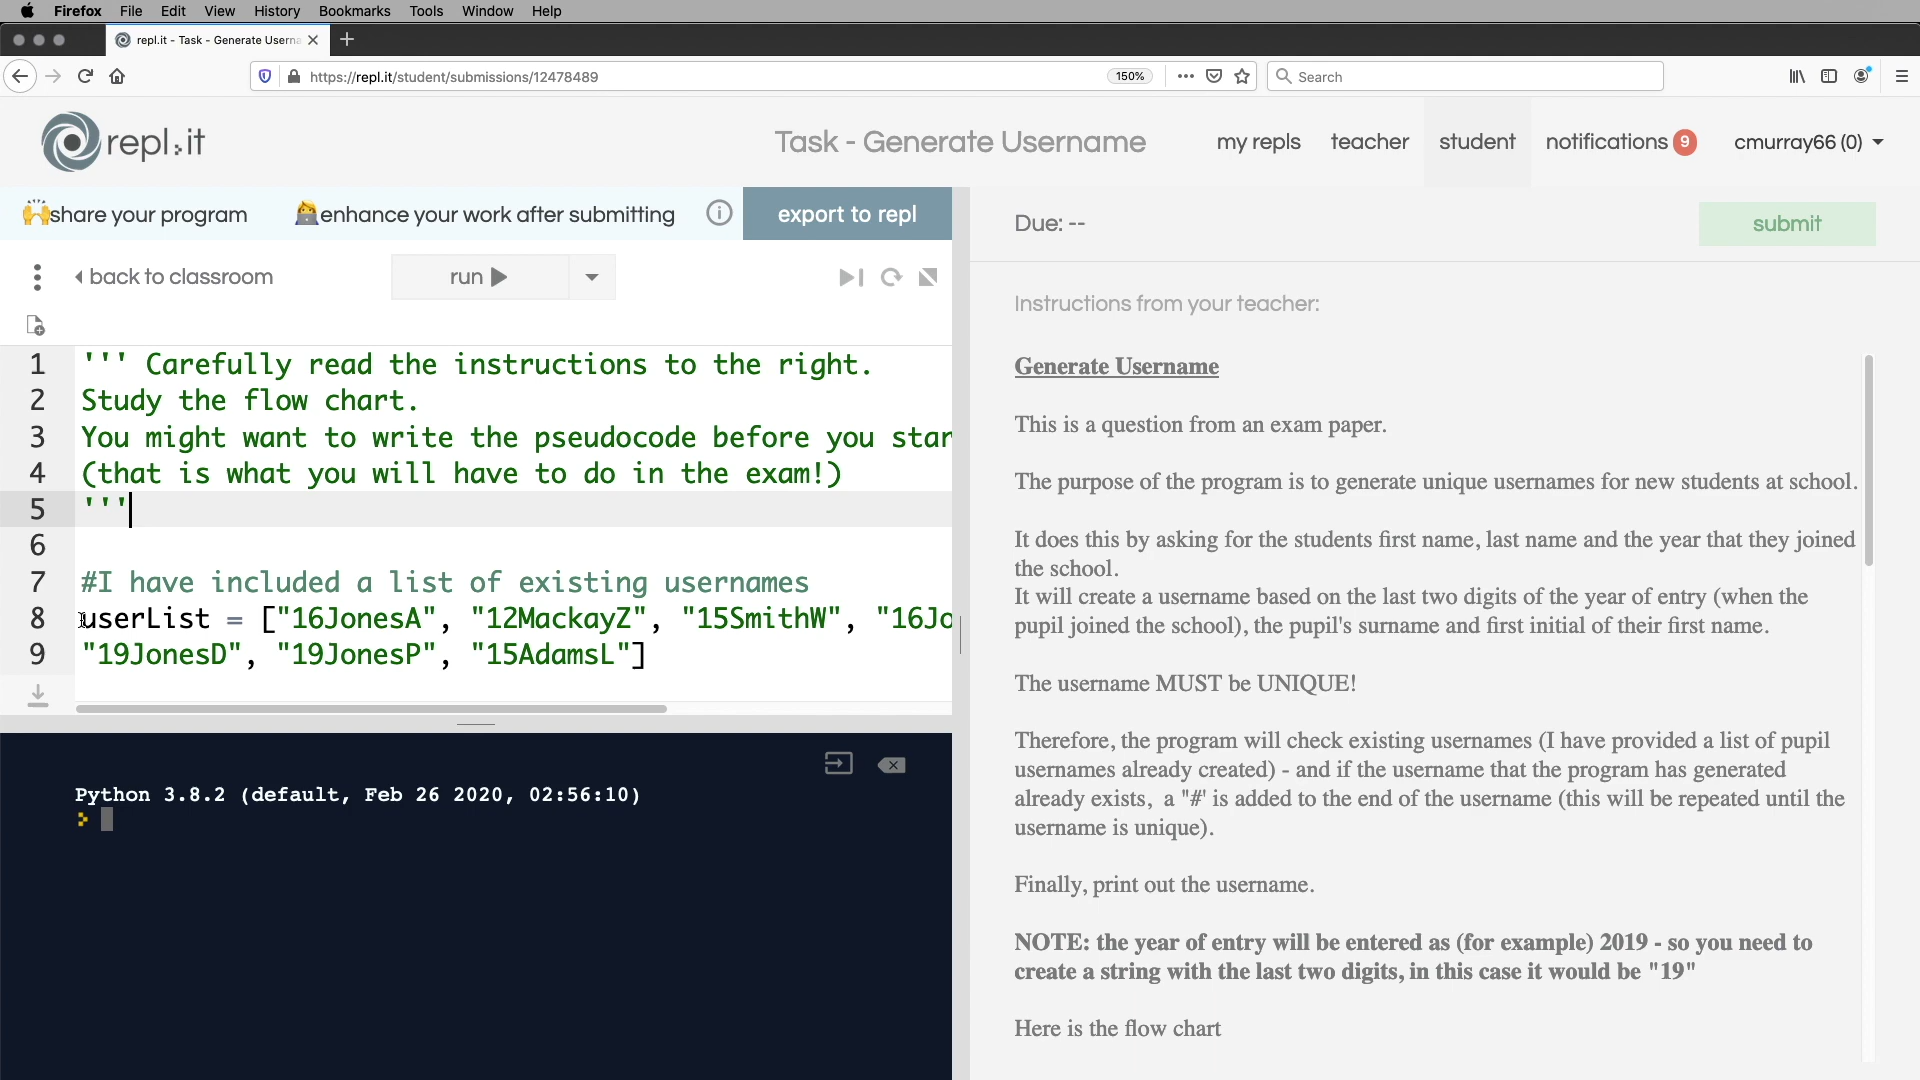 Firefox File Edit View History Bookmarks Tools Window Help
repl.it - Task - Generate Userna
https://repl.it/student/submissions/12478489 150% Search
repl.it Task - Generate Username my repls teacher student notifications 9 cmurray66 (0)
share your program enhance your work after submitting export to repl
Due: -- submit
back to classroom run
Instructions from your teacher:
1 ''' Carefully read the instructions to the right.
2 Study the flow chart.
3 You might want to write the pseudocode before you star
4 (that is what you will have to do in the exam!)
5 '''
6
7 #I have included a list of existing usernames
8 userList = ["16JonesA", "12MackayZ", "15SmithW", "16Jo
9 "19JonesD", "19JonesP", "15AdamsL"]
Python 3.8.2 (default, Feb 26 2020, 02:56:10)
Generate Username
This is a question from an exam paper.
The purpose of the program is to generate unique usernames for new students at school.
It does this by asking for the students first name, last name and the year that they joined
the school.
It will create a username based on the last two digits of the year of entry (when the
pupil joined the school), the pupil's surname and first initial of their first name.
The username MUST be UNIQUE!
Therefore, the program will check existing usernames (I have provided a list of pupil
usernames already created) - and if the username that the program has generated
already exists, a "#' is added to the end of the username (this will be repeated until the
username is unique).
Finally, print out the username.
NOTE: the year of entry will be entered as (for example) 2019 - so you need to
create a string with the last two digits, in this case it would be "19"
Here is the flow chart